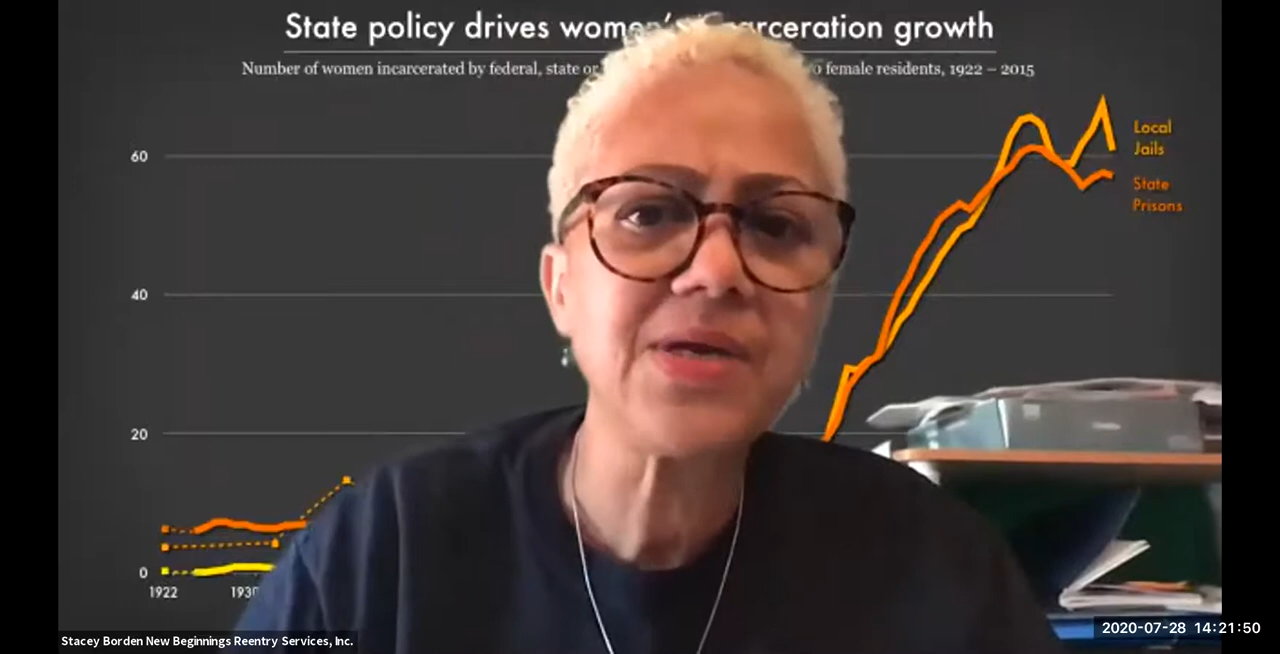 State policy drives women's rceration growth
Number of women incarcerated by federal, state or female residents, 1922 – 2015
60
40
20
0
1922
1930
Local
Jails
State
Prisons
Stacey Borden New Beginnings Reentry Services, Inc.
2020-07-28 14:21:50